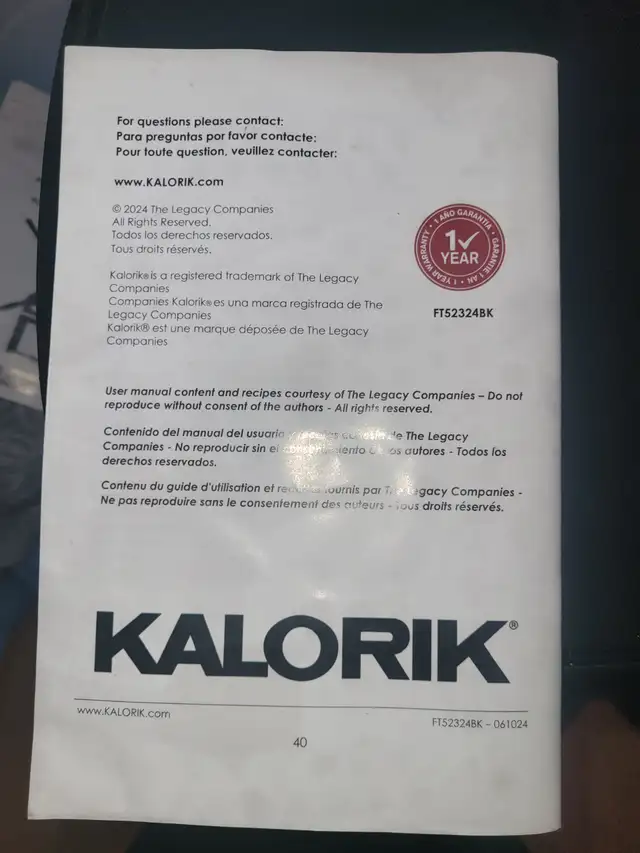 For questions please contact:
Para preguntas por favor contacte:
Pour toute question, veuillez contacter:
www.KALORIK.com
© 2024 The Legacy Companies
All Rights Reserved.
Todos los derechos reservados.
Tous droits réservés.
Kalorik® is a registered trademark of The Legacy
Companies
Companies Kalorik® es una marca registrada de The
Legacy Companies
Kalorik® est une marque déposée de The Legacy
Companies
1 AÑO GARANTIA • GARANTIE 1 AN • 1 YEAR WARRANTY •
1 YEAR
FT52324BK
User manual content and recipes courtesy of The Legacy Companies – Do not
reproduce without consent of the authors - All rights reserved.
Contenido del manual del usuario de The Legacy
Companies - No reproducir sin el consentimiento autores - Todos los
derechos reservados.
Contenu du guide d'utilisation et fournis par The Legacy Companies -
Ne pas reproduire sans le consentement des auteurs - Tous droits réservés.
KALORIK®
www.KALORIK.com
FT52324BK – 061024
40